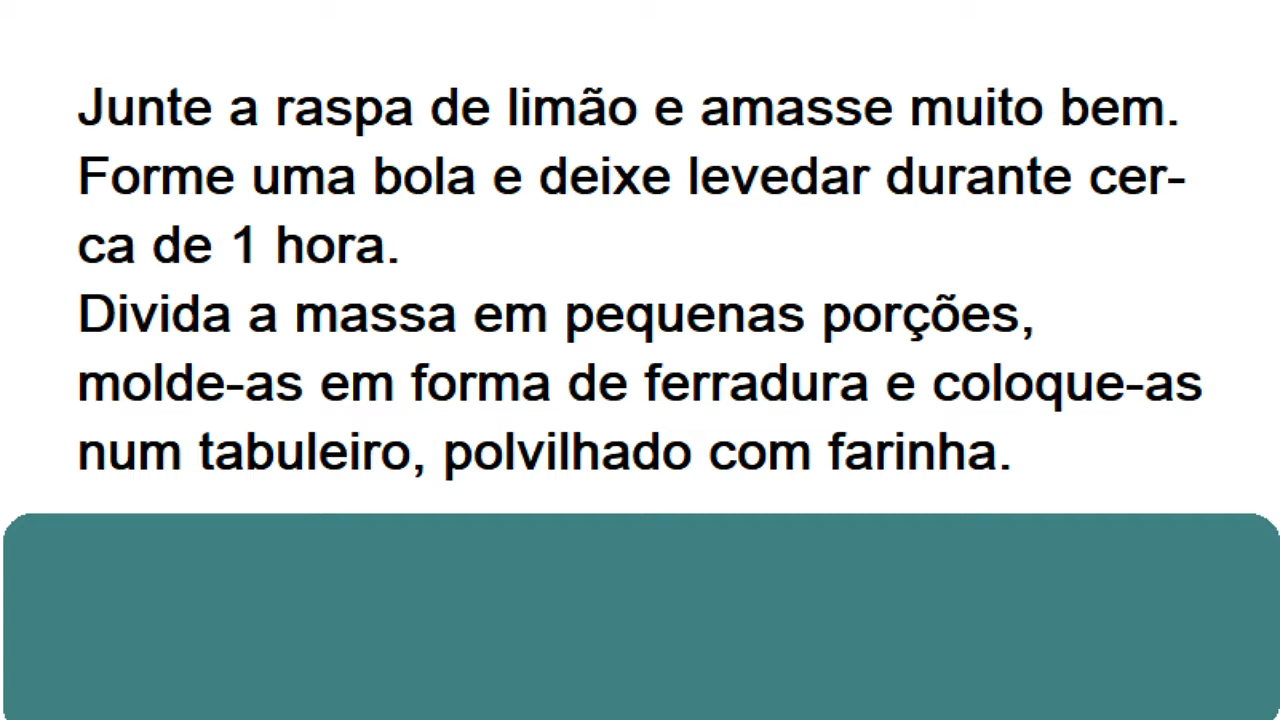 Junte a raspa de limão e amasse muito bem.
Forme uma bola e deixe levedar durante cer-
ca de 1 hora.
Divida a massa em pequenas porções,
molde-as em forma de ferradura e coloque-as
num tabuleiro, polvilhado com farinha.